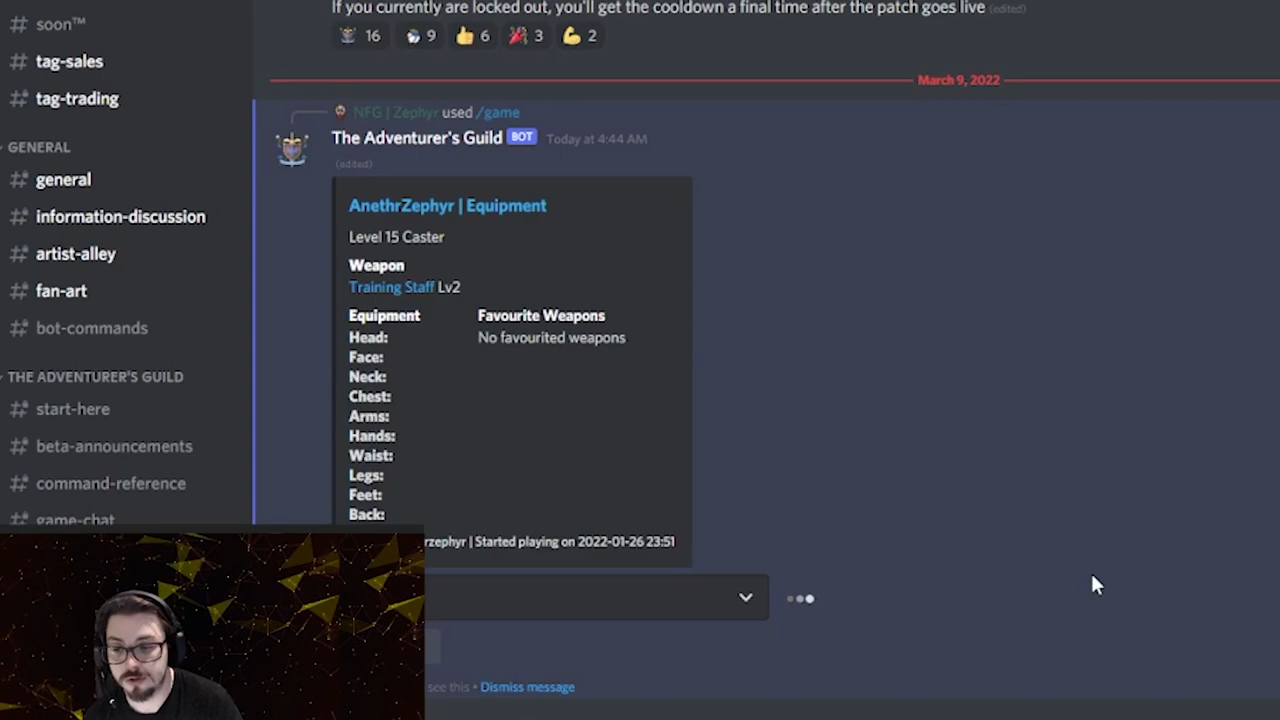 soon™
tag-sales
tag-trading
GENERAL
general
information-discussion
artist-alley
fan-art
bot-commands
THE ADVENTURER'S GUILD
start-here
beta-announcements
command-reference
game-chat
If you currently are locked out, you'll get the cooldown a final time after the patch goes live (edited)
16 9 6 3 2
March 9, 2022
NFG | Zephyr used /game
The Adventurer's Guild BOT Today at 4:44 AM
(edited)
AnethrZephyr | Equipment
Level 15 Caster
Weapon
Training Staff Lv2
Equipment Favourite Weapons
Head: No favourited weapons
Face:
Neck:
Chest:
Arms:
Hands:
Waist:
Legs:
Feet:
Back:
rzephyr | Started playing on 2022-01-26 23:51
see this • Dismiss message